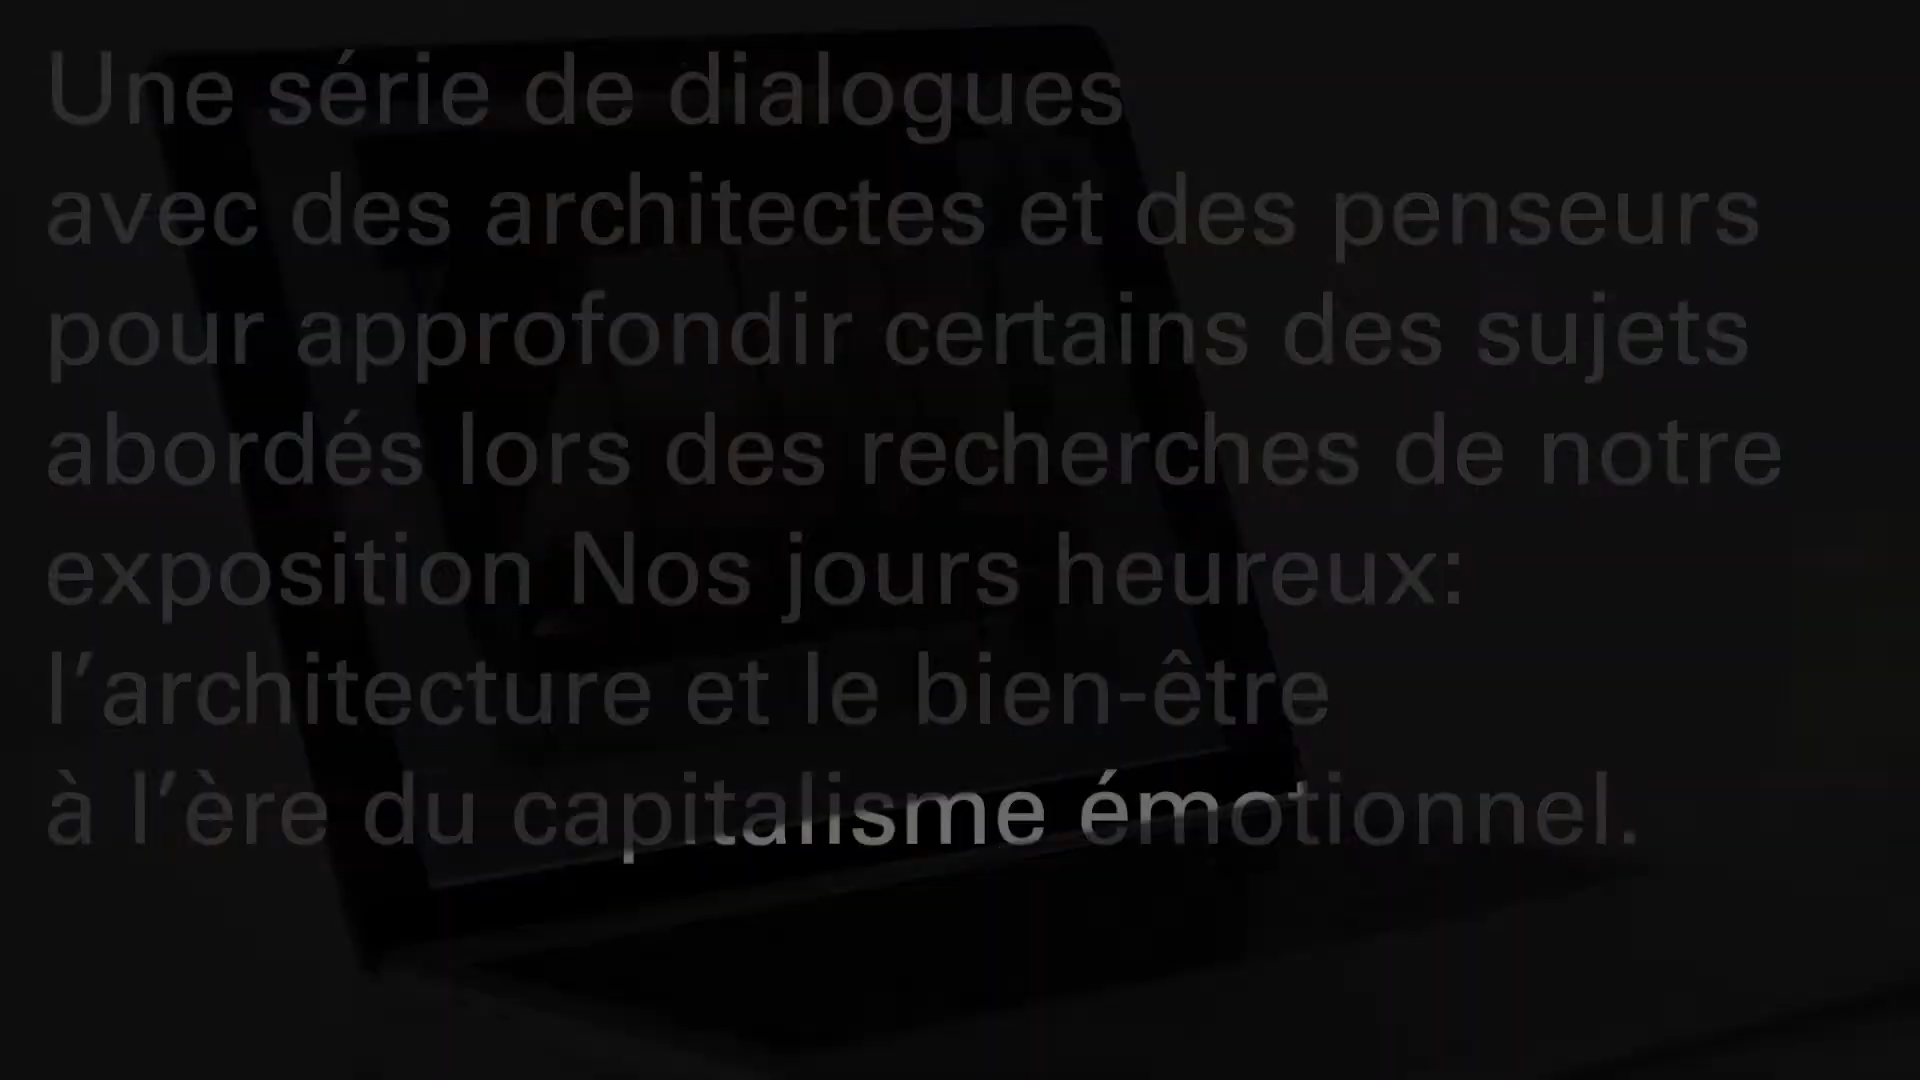 Une série de dialogues
avec des architectes et des penseurs
pour approfondir certains des sujets
abordés lors des recherches de notre
exposition Nos jours heureux:
l’architecture et le bien-être
à l’ère du capitalisme émotionnel.